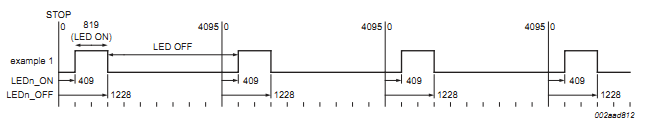 STOP
0 819 4095 0 4095 0 4095 0
(LED ON)
LED OFF
example 1
LEDn_ON 409 409 409 409
LEDn_OFF 1228 1228 1228 1228
002aad812